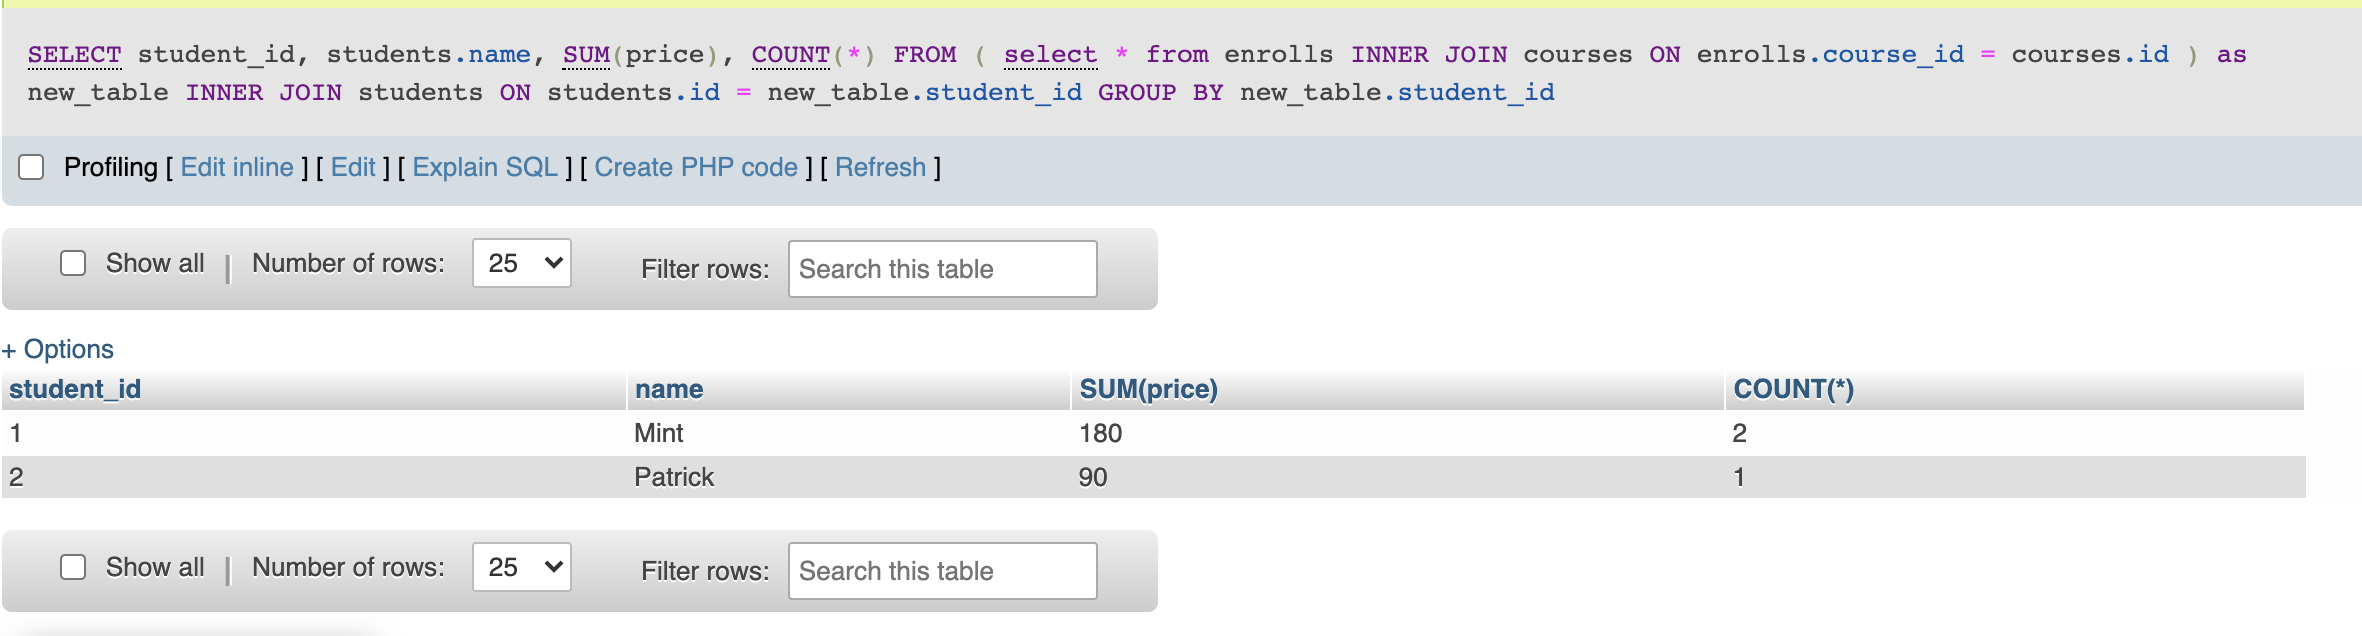 SELECT student_id, students.name, SUM(price), COUNT(*) FROM ( select * from enrolls INNER JOIN courses ON enrolls.course_id = courses.id ) as
new_table INNER JOIN students ON students.id = new_table.student_id GROUP BY new_table.student_id
Profiling [ Edit inline ] [ Edit ] [ Explain SQL ] [ Create PHP code ] [ Refresh ]
Show all | Number of rows: 25 Filter rows: Search this table
+ Options
student_id name SUM(price) COUNT(*)
1 Mint 180 2
2 Patrick 90 1
Show all | Number of rows: 25 Filter rows: Search this table